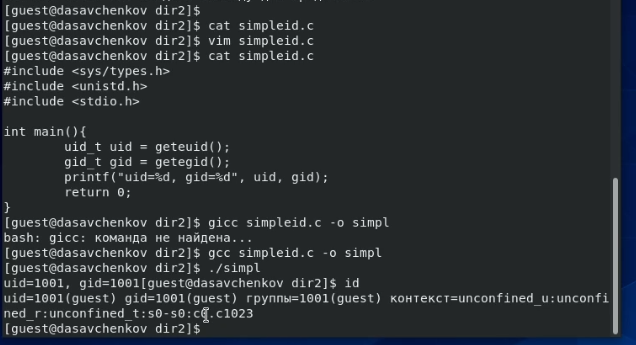 [guest@dasavchenkov dir2]$
[guest@dasavchenkov dir2]$ cat simpleid.c
[guest@dasavchenkov dir2]$ vim simpleid.c
[guest@dasavchenkov dir2]$ cat simpleid.c
#include <sys/types.h>
#include <unistd.h>
#include <stdio.h>

int main(){
        uid_t uid = geteuid();
        gid_t gid = getegid();
        printf("uid=%d, gid=%d", uid, gid);
        return 0;
}
[guest@dasavchenkov dir2]$ gicc simpleid.c -o simpl
bash: gicc: команда не найдена...
[guest@dasavchenkov dir2]$ gcc simpleid.c -o simpl
[guest@dasavchenkov dir2]$ ./simpl
uid=1001, gid=1001[guest@dasavchenkov dir2]$ id
uid=1001(guest) gid=1001(guest) группы=1001(guest) контекст=unconfined_u:unconfi
ned_r:unconfined_t:s0-s0:c0.c1023
[guest@dasavchenkov dir2]$